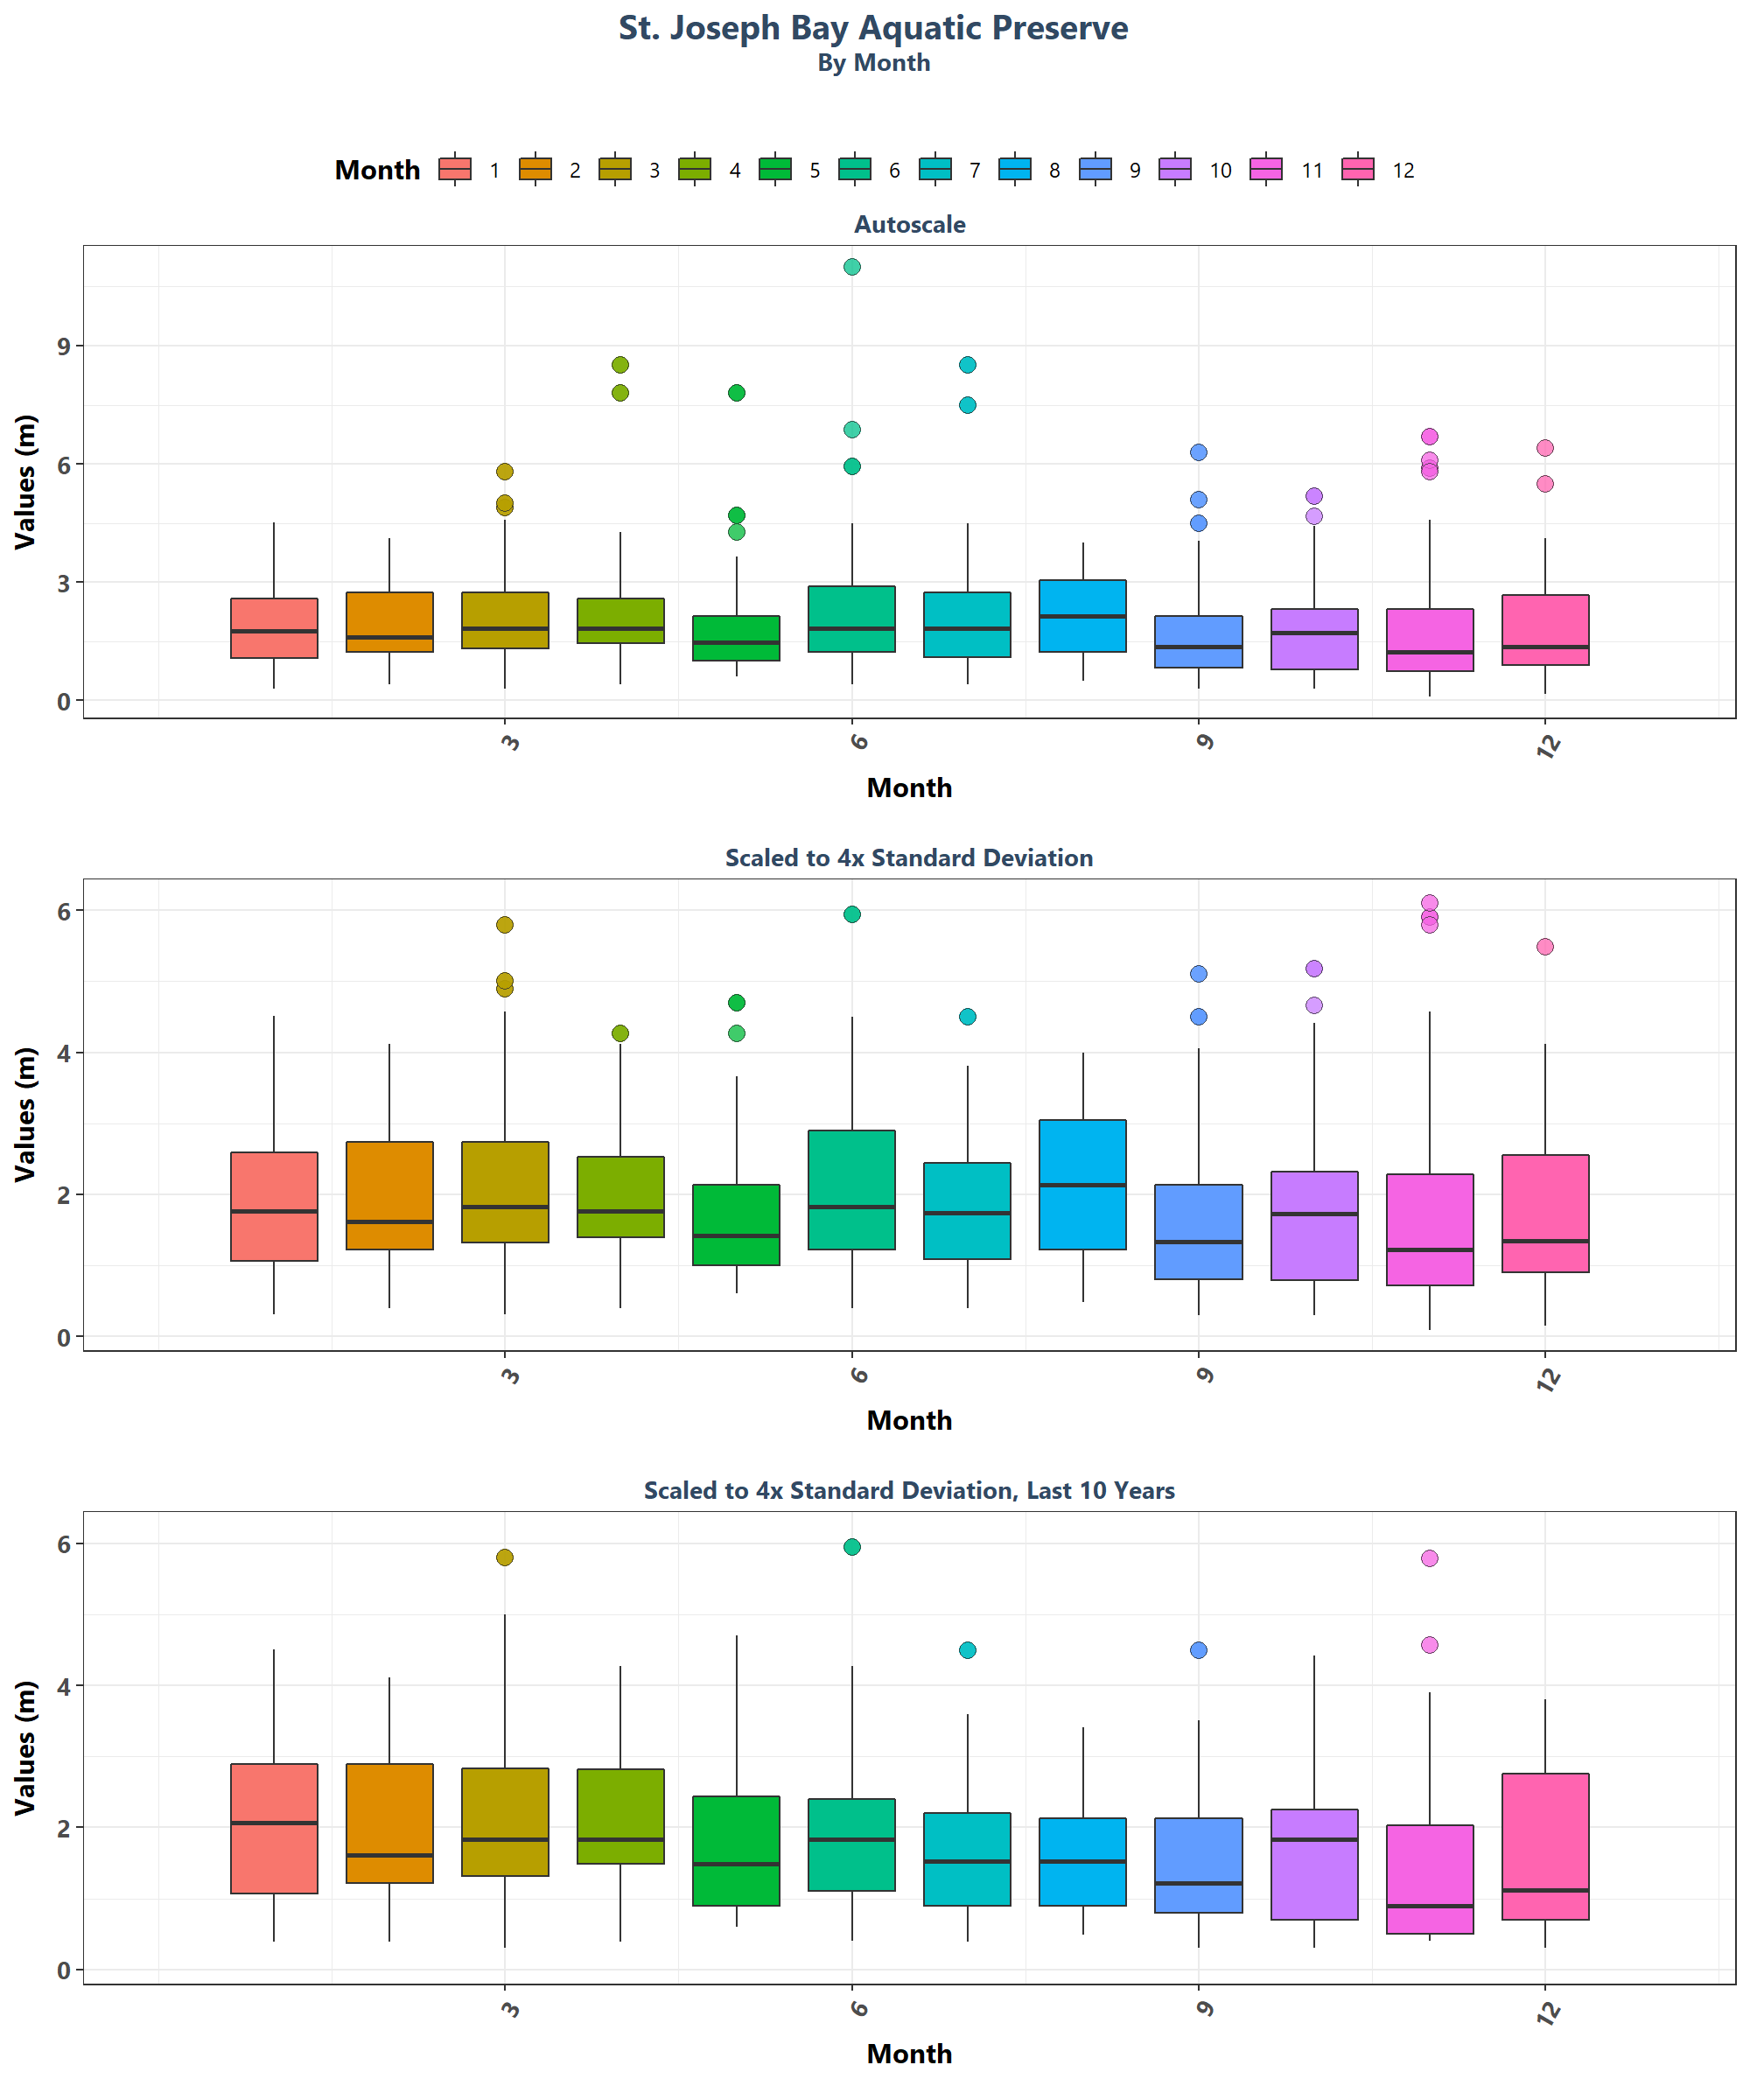 St. Joseph Bay Aquatic Preserve
By Month
Month 1 2 3 4 5 6 7 8 9 10 11 12
Autoscale
Values (m)
9
6
3
0
3 6 9 12
Month
Scaled to 4x Standard Deviation
Values (m)
6
4
2
0
3 6 9 12
Month
Scaled to 4x Standard Deviation, Last 10 Years
Values (m)
6
4
2
0
3 6 9 12
Month